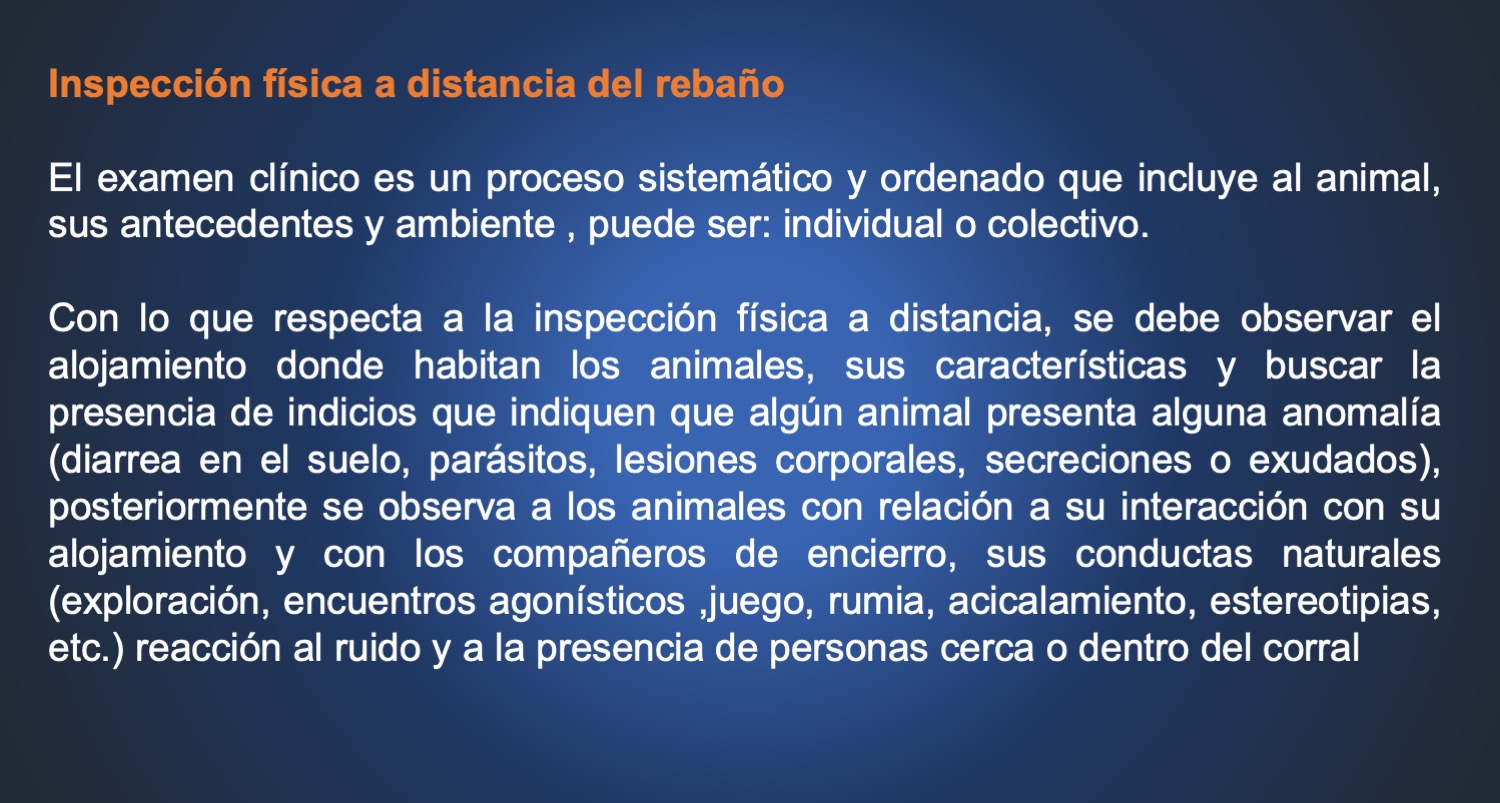 Inspección física a distancia del rebaño
El examen clínico es un proceso sistemático y ordenado que incluye al animal,
sus antecedentes y ambiente , puede ser: individual o colectivo.
Con lo que respecta a la inspección física a distancia, se debe observar el
alojamiento donde habitan los animales, sus características y buscar la
presencia de indicios que indiquen que algún animal presenta alguna anomalía
(diarrea en el suelo, parásitos, lesiones corporales, secreciones o exudados),
posteriormente se observa a los animales con relación a su interacción con su
alojamiento y con los compañeros de encierro, sus conductas naturales
(exploración, encuentros agonísticos ,juego, rumia, acicalamiento, estereotipias,
etc.) reacción al ruido y a la presencia de personas cerca o dentro del corral